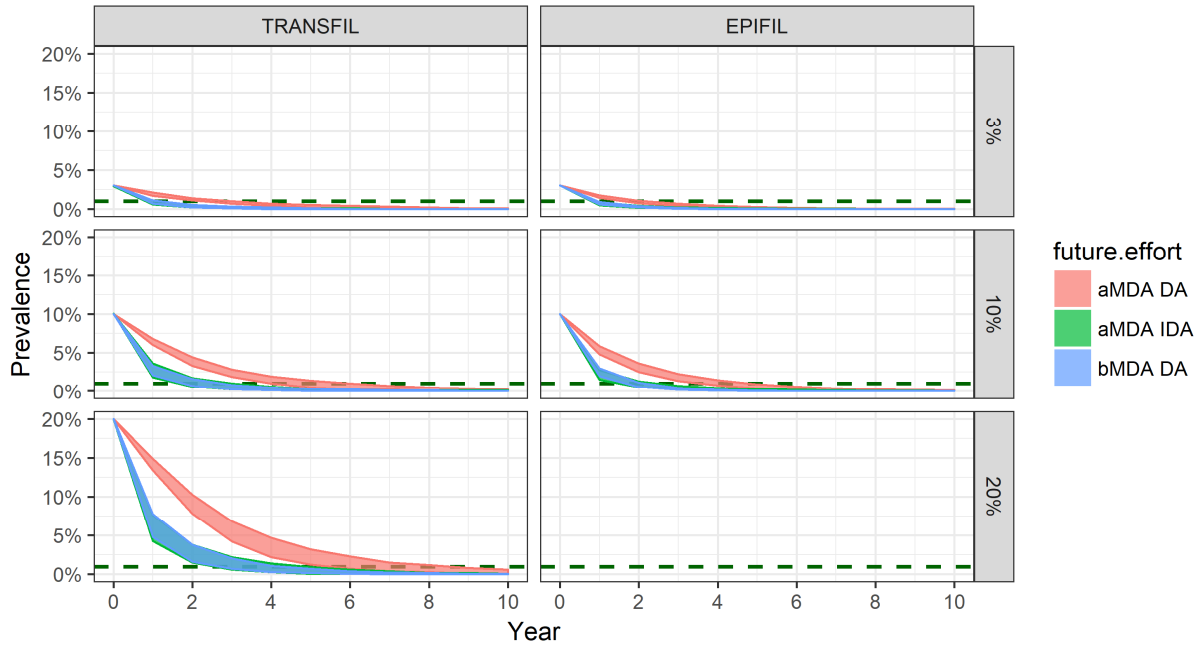 TRANSFIL EPIFIL
20%
15%
10%
5%
0%
3%
20%
15%
10%
5%
0%
10%
20%
15%
10%
5%
0%
20%
0 2 4 6 8 10 0 2 4 6 8 10
Year
Prevalence
future.effort
aMDA DA
aMDA IDA
bMDA DA